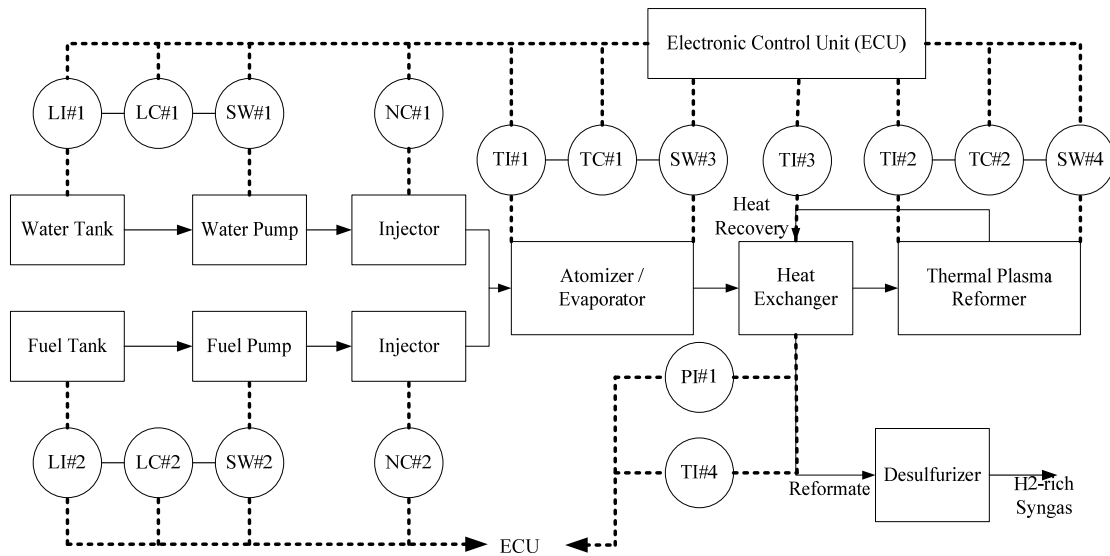 Electronic Control Unit (ECU)
LI#1
LC#1
SW#1
NC#1
TI#1
TC#1
SW#3
TI#3
TI#2
TC#2
SW#4
Heat
Recovery
Water Tank
Water Pump
Injector
Atomizer /
Evaporator
Heat
Exchanger
Thermal Plasma
Reformer
Fuel Tank
Fuel Pump
Injector
PI#1
LI#2
LC#2
SW#2
NC#2
TI#4
Reformate
Desulfurizer
H2-rich
Syngas
ECU